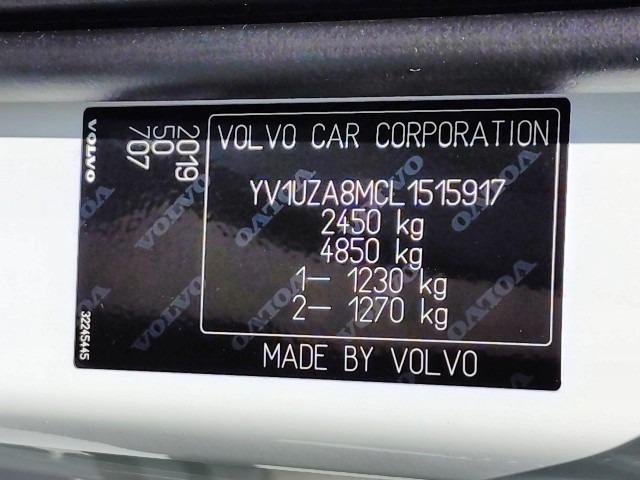 VOLVO
2019
50
707
VOLVO CAR CORPORATION
YV1UZA8MCL1515917
2450 kg
4850 kg
1- 1230 kg
2- 1270 kg
MADE BY VOLVO
32245445